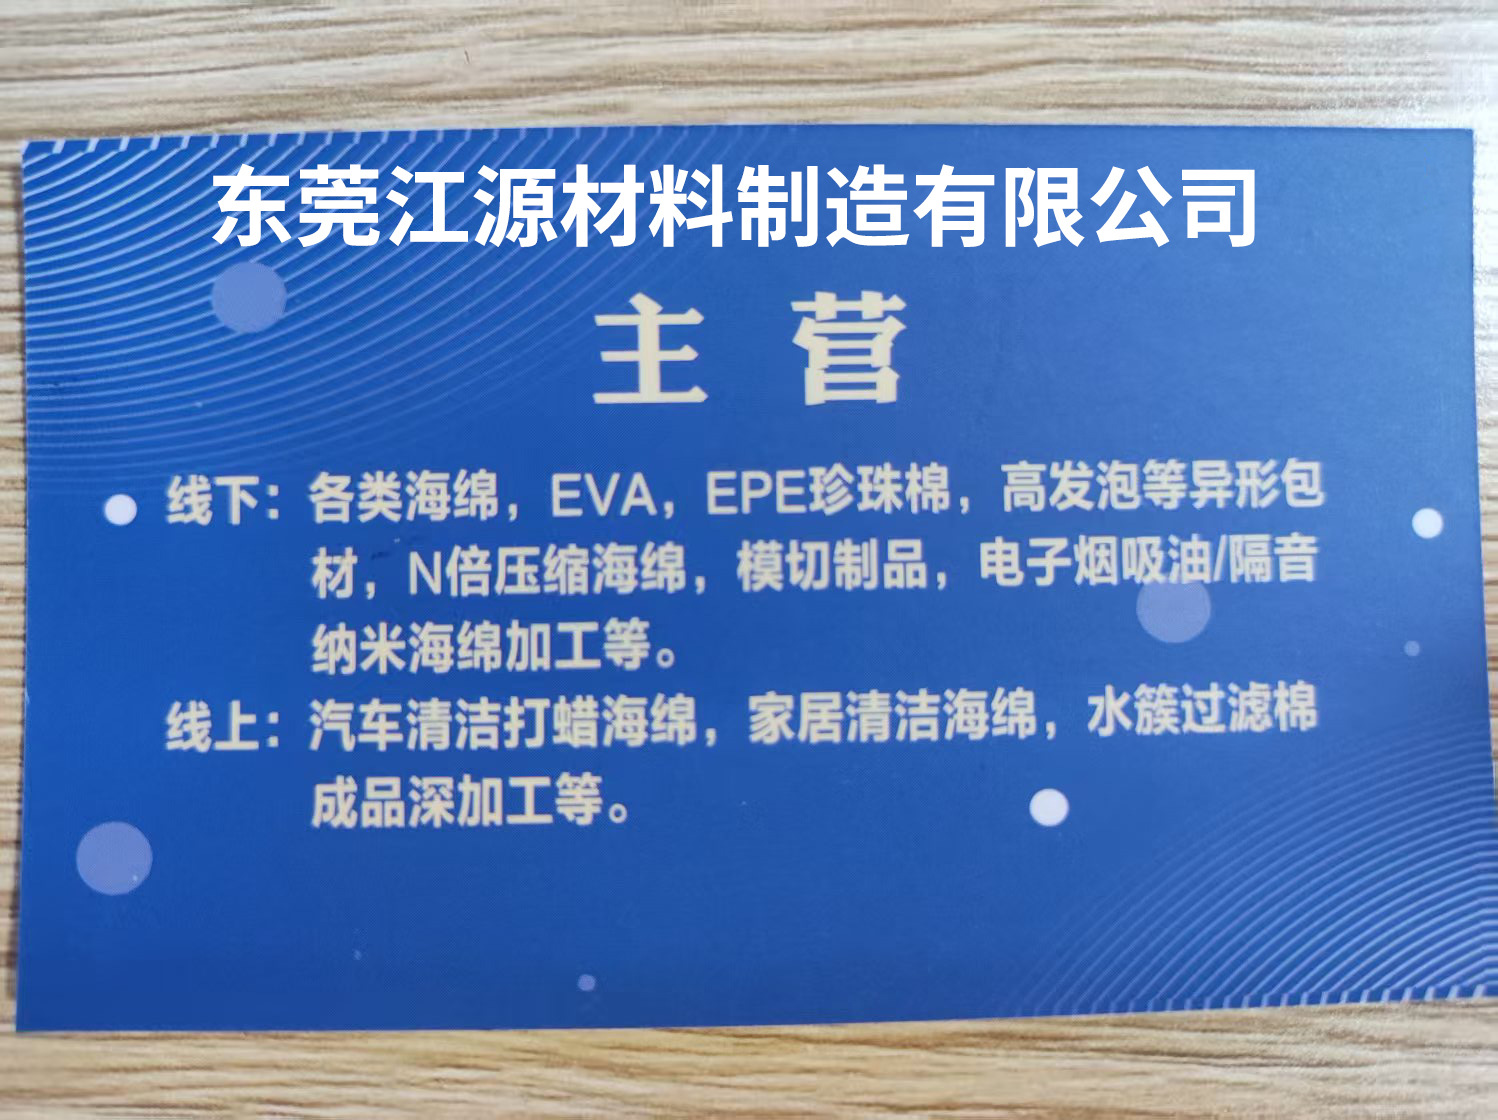 东莞江源材料制造有限公司
主营
线下：各类海绵，EVA，EPE珍珠棉，高发泡等异形包
材，N倍压缩海绵，模切制品，电子烟吸油/隔音
纳米海绵加工等。
线上：汽车清洁打蜡海绵，家居清洁海绵，水簇过滤棉
成品深加工等。